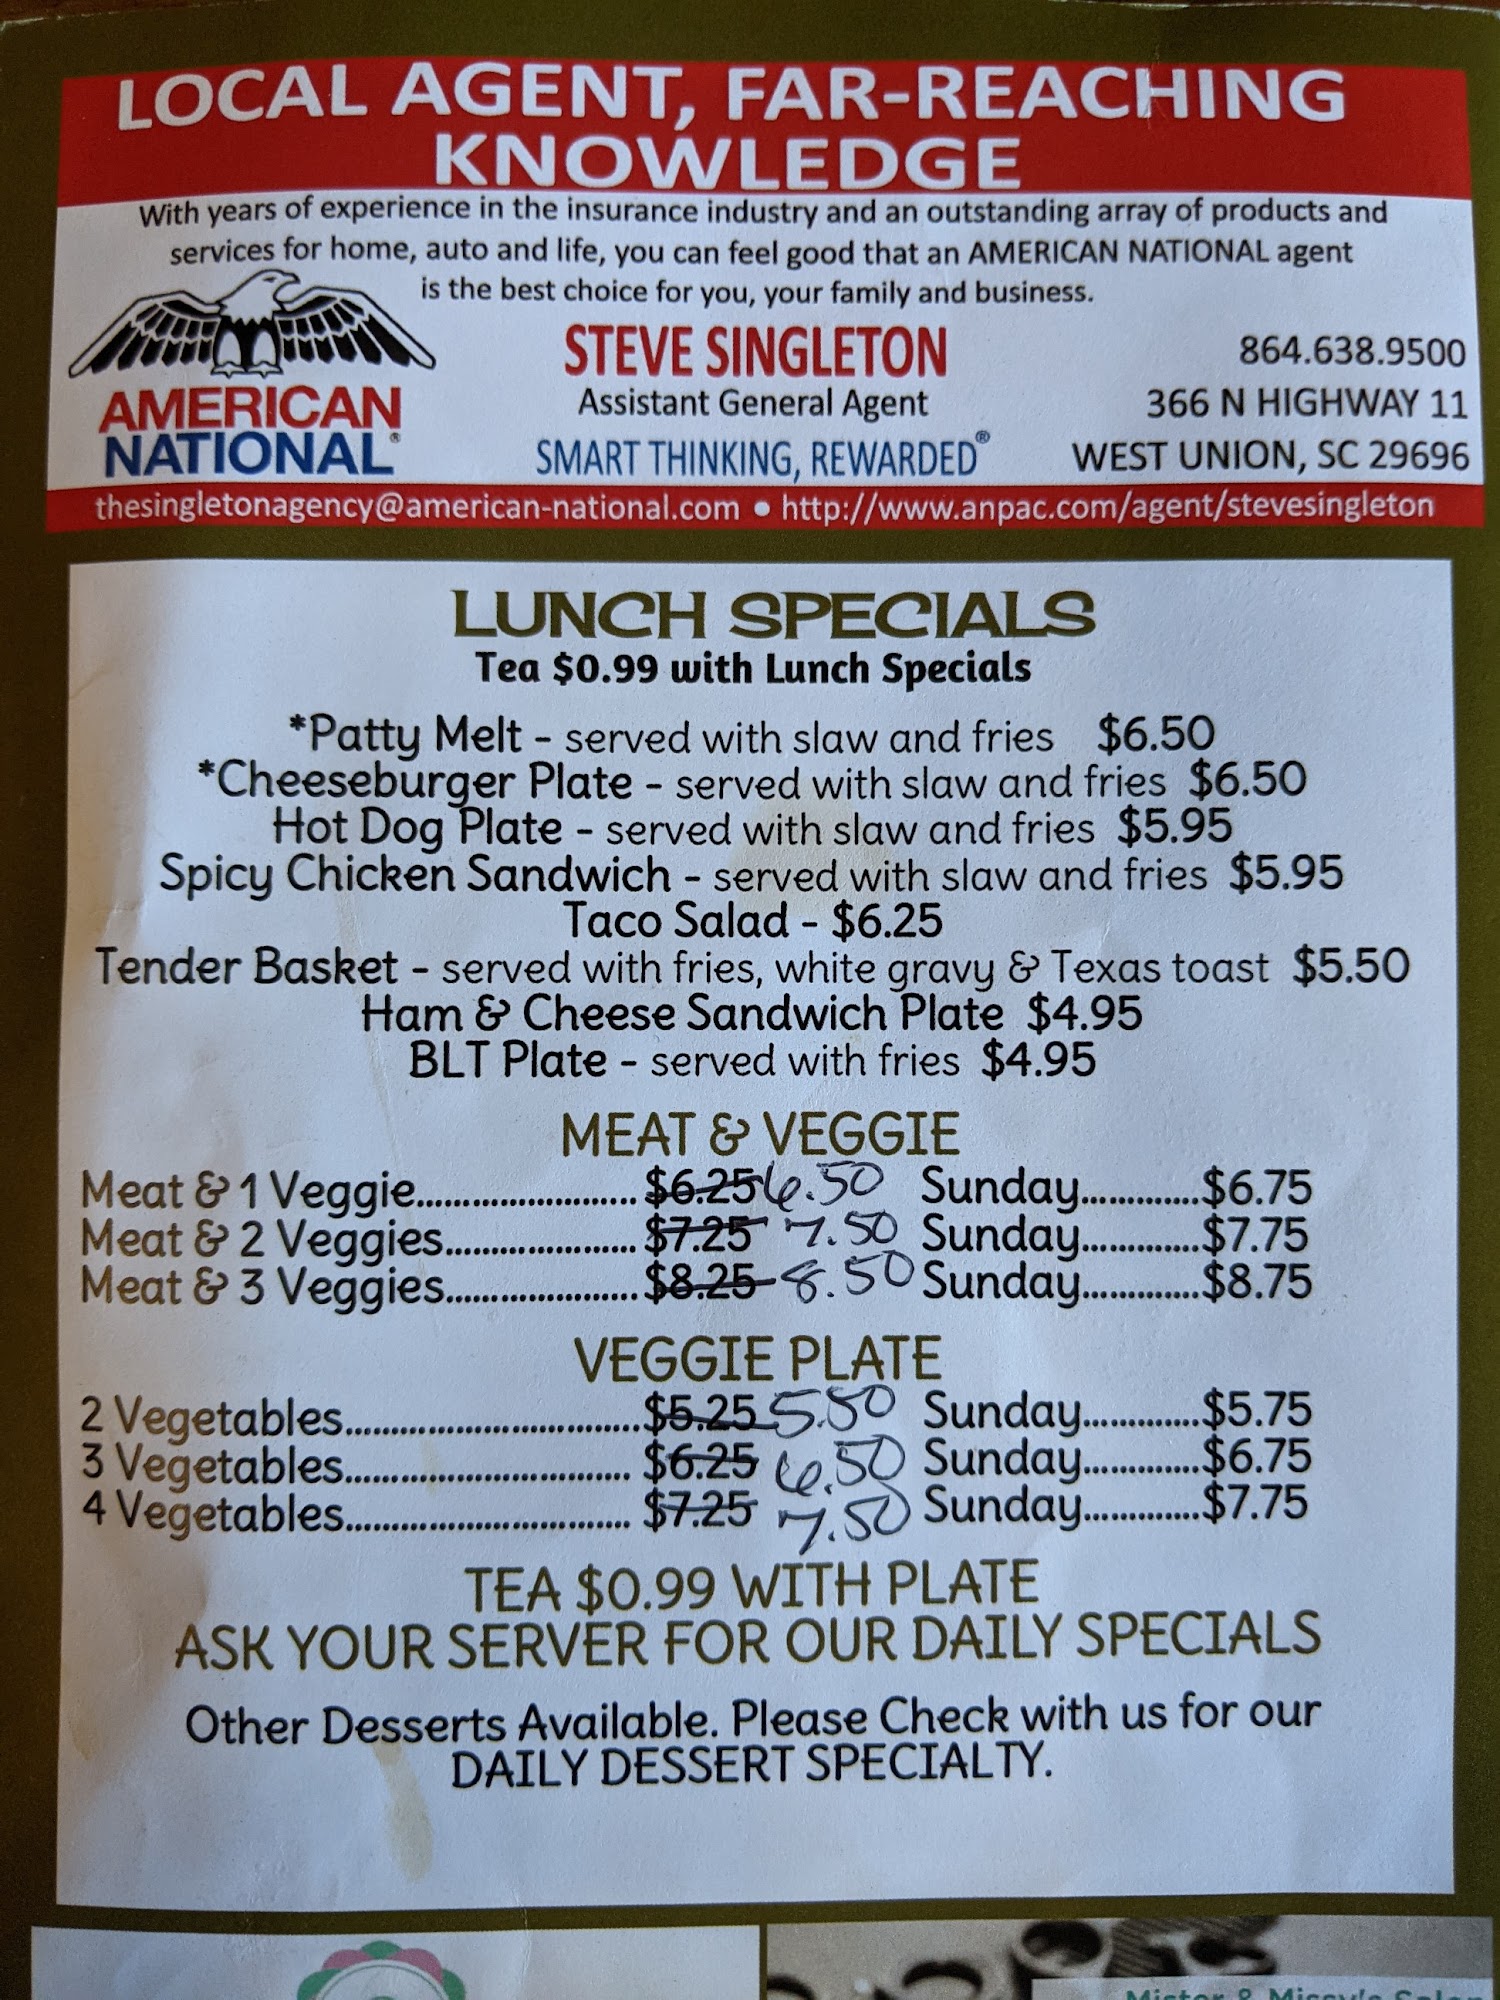 LOCAL AGENT, FAR-REACHING
KNOWLEDGE
With years of experience in the insurance industry and an outstanding array of products and
services for home, auto and life, you can feel good that an AMERICAN NATIONAL agent
is the best choice for you, your family and business.
AMERICAN
NATIONAL®
STEVE SINGLETON
Assistant General Agent
SMART THINKING, REWARDED®
864.638.9500
366 N HIGHWAY 11
WEST UNION, SC 29696
thesingletonagency@american-national.com • http://www.anpac.com/agent/stevesingleton
LUNCH SPECIALS
Tea $0.99 with Lunch Specials
*Patty Melt - served with slaw and fries $6.50
*Cheeseburger Plate - served with slaw and fries $6.50
Hot Dog Plate - served with slaw and fries $5.95
Spicy Chicken Sandwich - served with slaw and fries $5.95
Taco Salad - $6.25
Tender Basket - served with fries, white gravy & Texas toast $5.50
Ham & Cheese Sandwich Plate $4.95
BLT Plate - served with fries $4.95
MEAT & VEGGIE
Meat & 1 Veggie........................ $6.25 6.50 Sunday.............$6.75
Meat & 2 Veggies...................... $7.25 7.50 Sunday.............$7.75
Meat & 3 Veggies...................... $8.25 8.50 Sunday.............$8.75
VEGGIE PLATE
2 Vegetables................................$5.25 5.50 Sunday.............$5.75
3 Vegetables............................... $6.25 6.50 Sunday.............$6.75
4 Vegetables............................... $7.25 7.50 Sunday.............$7.75
TEA $0.99 WITH PLATE
ASK YOUR SERVER FOR OUR DAILY SPECIALS
Other Desserts Available. Please Check with us for our
DAILY DESSERT SPECIALTY.
Mister & Missy's Salon